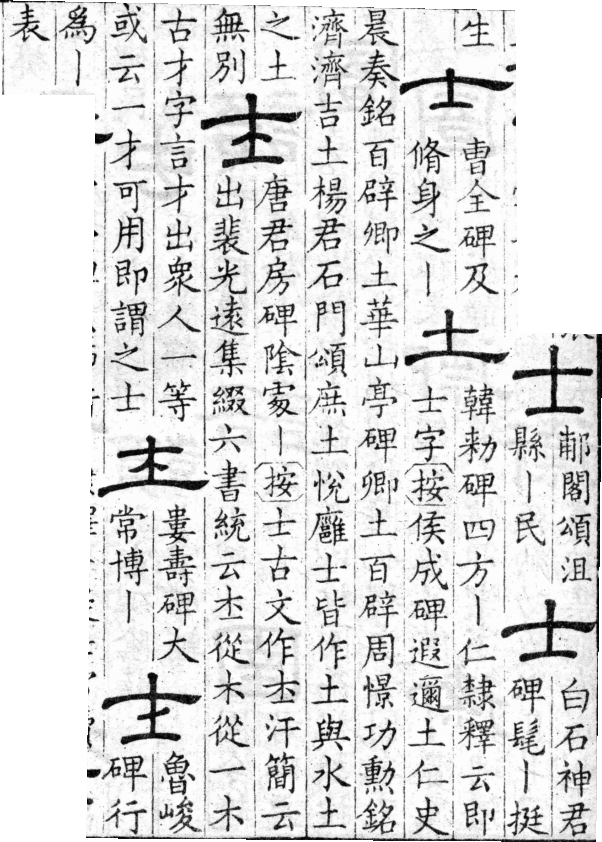 士
郙閣頌沮
縣丨民
士
白石神君
碑髦丨挺
生
士
曹全碑及
脩身之丨
土
韓勑碑四方丨仁隸釋云即
士字按侯成碑遐邇土仁史
晨奏銘百辟卿土華山亭碑卿土百辟周憬功勳銘
濟濟吉土楊君石門頌庶土悅廱士皆作土與水土
之土
無別
唐君房碑陰處丨按士古文作杢汗簡云
出裴光遠集綴六書統云杢從木從一木
古才字言才出衆人一等
或云一才可用即謂之士
婁壽碑大
常博丨
魯峻
碑行
爲丨
表